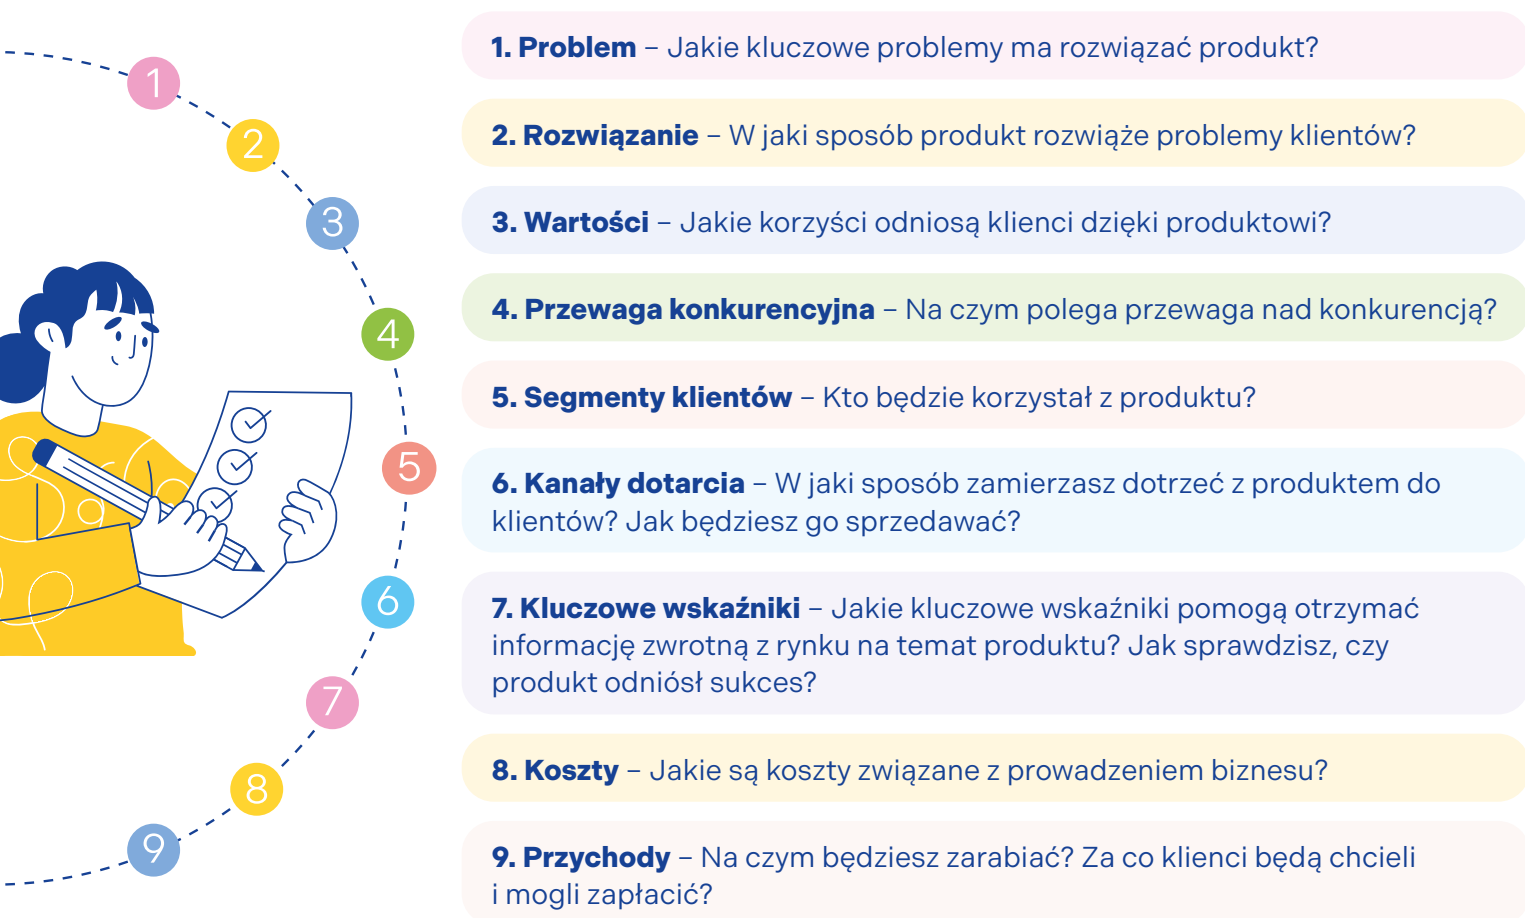 1
2
3
4
5
6
7
8
9
1. Problem – Jakie kluczowe problemy ma rozwiązać produkt?
2. Rozwiązanie – W jaki sposób produkt rozwiąże problemy klientów?
3. Wartości – Jakie korzyści odniosą klienci dzięki produktowi?
4. Przewaga konkurencyjna – Na czym polega przewaga nad konkurencją?
5. Segmenty klientów – Kto będzie korzystał z produktu?
6. Kanały dotarcia – W jaki sposób zamierzasz dotrzeć z produktem do
klientów? Jak będziesz go sprzedawać?
7. Kluczowe wskaźniki – Jakie kluczowe wskaźniki pomogą otrzymać
informację zwrotną z rynku na temat produktu? Jak sprawdzisz, czy
produkt odniósł sukces?
8. Koszty – Jakie są koszty związane z prowadzeniem biznesu?
9. Przychody – Na czym będziesz zarabiać? Za co klienci będą chcieli
i mogli zapłacić?